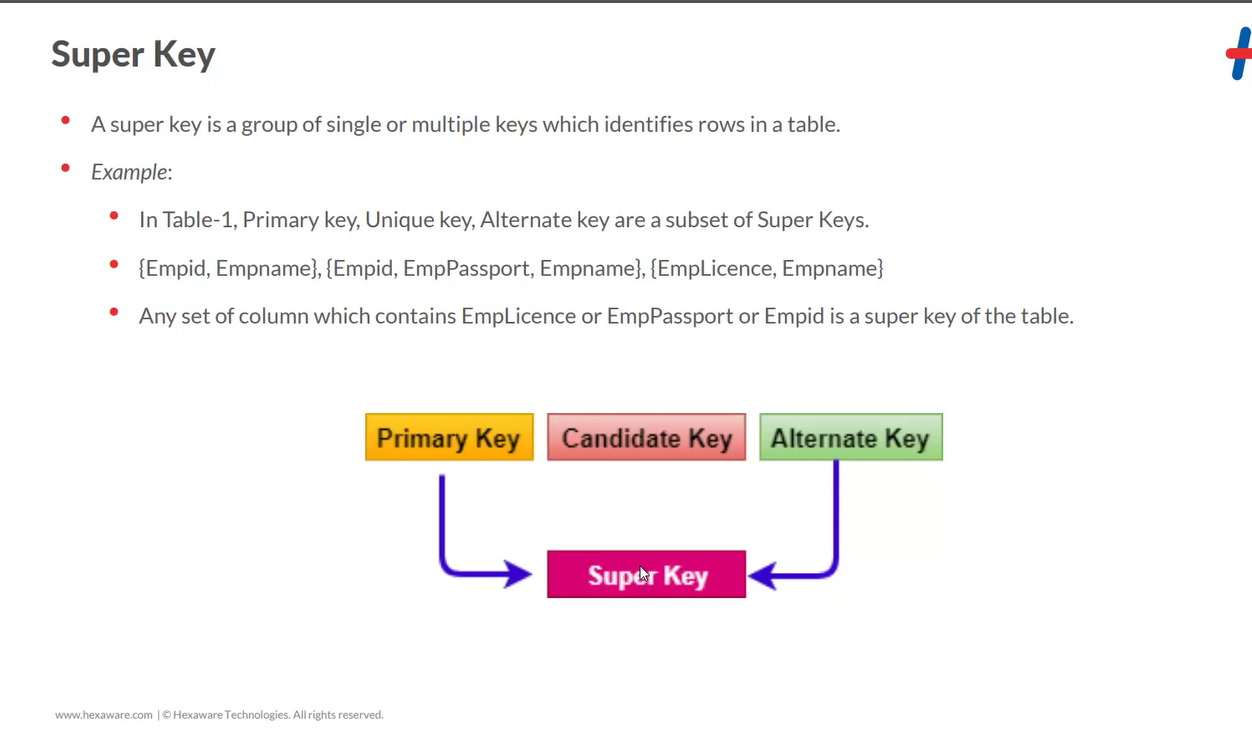 Super Key
A super key is a group of single or multiple keys which identifies rows in a table.
Example:
In Table-1, Primary key, Unique key, Alternate key are a subset of Super Keys.
{Empid, Empname}, {Empid, EmpPassport, Empname}, {EmpLicence, Empname}
Any set of column which contains EmpLicence or EmpPassport or Empid is a super key of the table.
Primary Key Candidate Key Alternate Key
Super Key
www.hexaware.com | © Hexaware Technologies. All rights reserved.